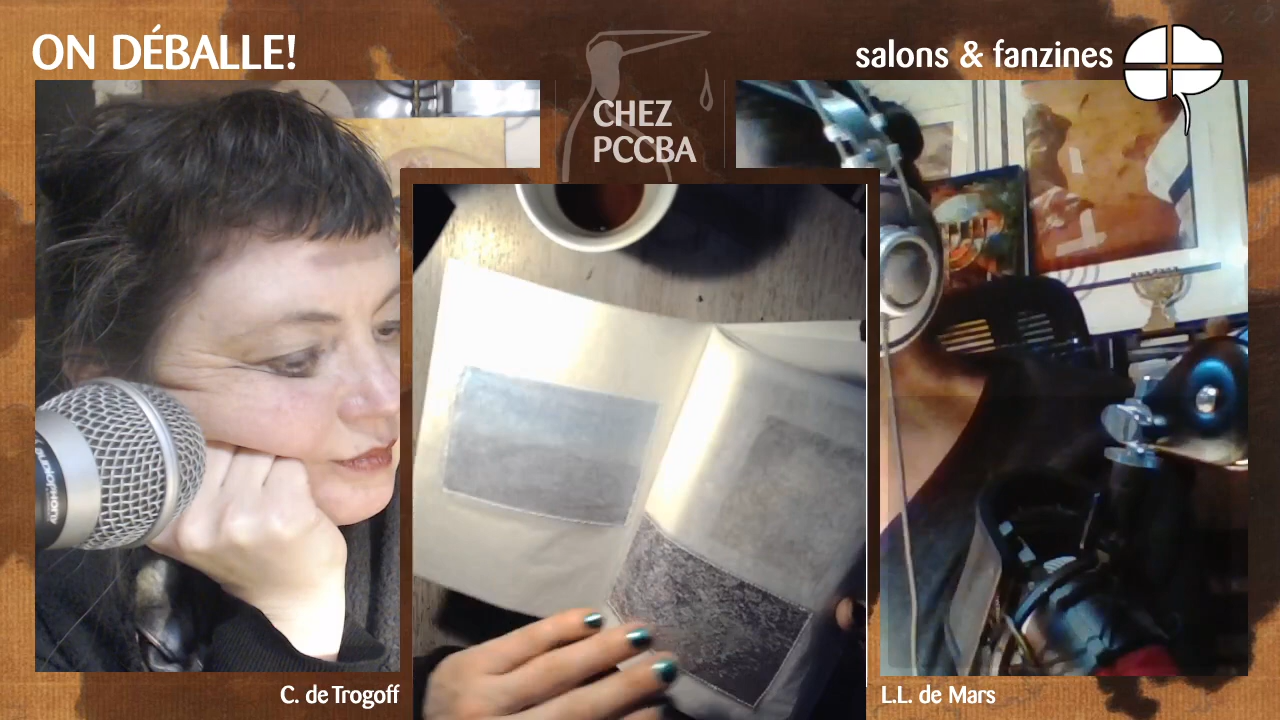 ON DÉBALLE!
salons & fanzines
CHEZ
PCCBA
C. de Trogoff
L.L. de Mars